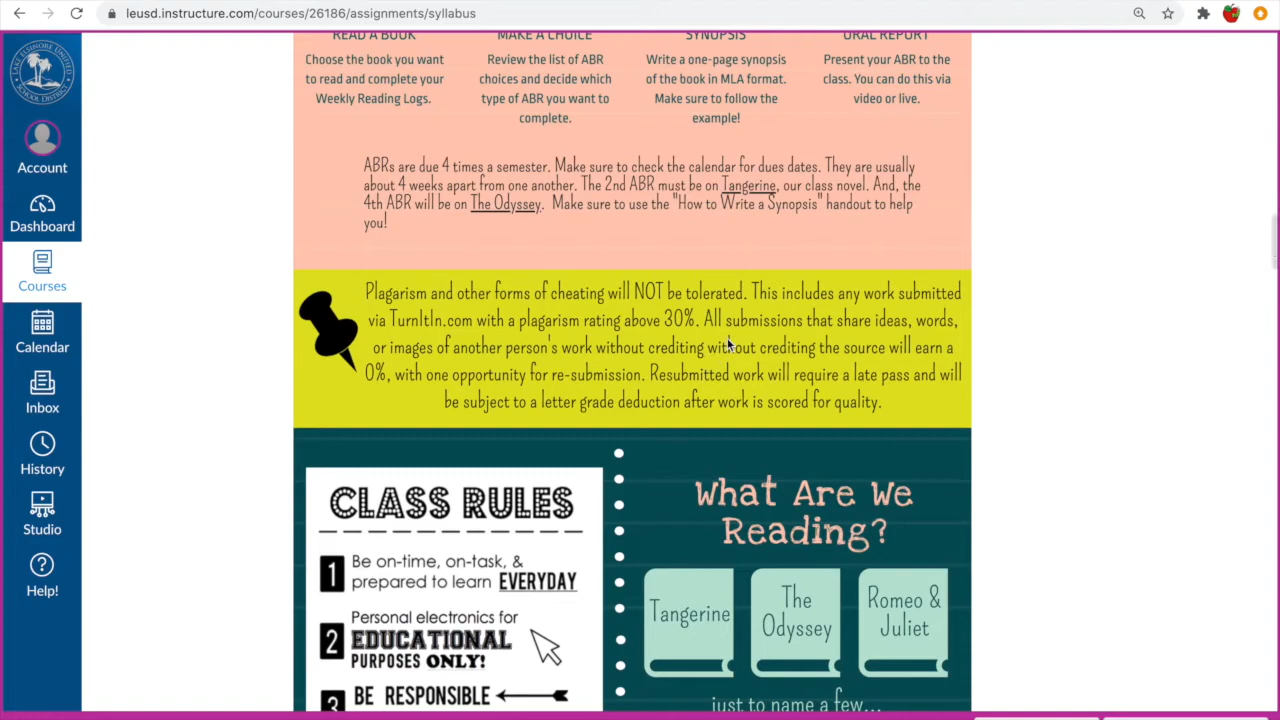 leusd.instructure.com/courses/26186/assignments/syllabus
LAKE ELSINORE UNIFIED
SCHOOL DISTRICT
Account
Dashboard
Courses
Calendar
Inbox
History
Studio
Help!
READ A BOOK
Choose the book you want
to read and complete your
Weekly Reading Logs.
MAKE A CHOICE
Review the list of ABR
choices and decide which
type of ABR you want to
complete.
SYNOPSIS
Write a one-page synopsis
of the book in MLA format.
Make sure to follow the
example!
ORAL REPORT
Present your ABR to the
class. You can do this via
video or live.
ABRs are due 4 times a semester. Make sure to check the calendar for dues dates. They are usually
about 4 weeks apart from one another. The 2nd ABR must be on Tangerine, our class novel. And, the
4th ABR will be on The Odyssey. Make sure to use the "How to Write a Synopsis" handout to help
you!
Plagarism and other forms of cheating will NOT be tolerated. This includes any work submitted
via TurnItIn.com with a plagarism rating above 30%. All submissions that share ideas, words,
or images of another person's work without crediting without crediting the source will earn a
0%, with one opportunity for re-submission. Resubmitted work will require a late pass and will
be subject to a letter grade deduction after work is scored for quality.
CLASS RULES
1 Be on-time, on-task, &
prepared to learn EVERYDAY
2 Personal electronics for
EDUCATIONAL
PURPOSES ONLY!
3 BE RESPONSIBLE
What Are We
Reading?
Tangerine
The
Odyssey
Romeo &
Juliet
just to name a few...